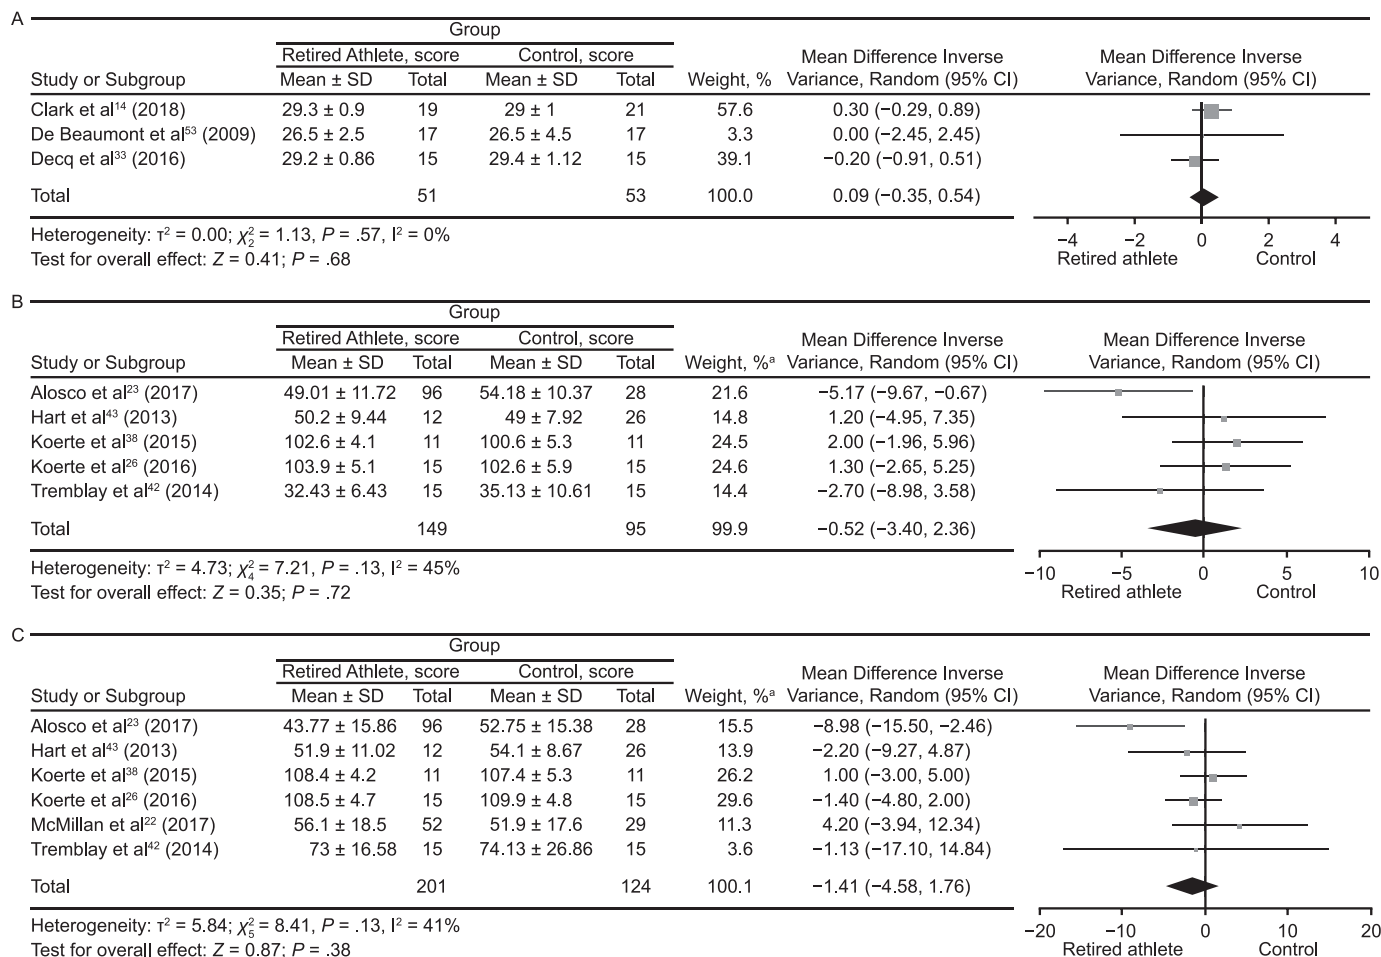 A
Group
Retired Athlete, score Control, score Mean Difference Inverse Mean Difference Inverse
Study or Subgroup Mean ± SD Total Mean ± SD Total Weight, % Variance, Random (95% CI) Variance, Random (95% CI)
Clark et al¹⁴ (2018) 29.3 ± 0.9 19 29 ± 1 21 57.6 0.30 (−0.29, 0.89)
De Beaumont et al⁵³ (2009) 26.5 ± 2.5 17 26.5 ± 4.5 17 3.3 0.00 (−2.45, 2.45)
Decq et al³³ (2016) 29.2 ± 0.86 15 29.4 ± 1.12 15 39.1 −0.20 (−0.91, 0.51)
Total 51 53 100.0 0.09 (−0.35, 0.54)
Heterogeneity: τ² = 0.00; χ²₂ = 1.13, P = .57, I² = 0%
−4 −2 0 2 4
Test for overall effect: Z = 0.41; P = .68
Retired athlete Control
B
Group
Retired Athlete, score Control, score Mean Difference Inverse Mean Difference Inverse
Study or Subgroup Mean ± SD Total Mean ± SD Total Weight, %ᵃ Variance, Random (95% CI) Variance, Random (95% CI)
Alosco et al²³ (2017) 49.01 ± 11.72 96 54.18 ± 10.37 28 21.6 −5.17 (−9.67, −0.67)
Hart et al⁴³ (2013) 50.2 ± 9.44 12 49 ± 7.92 26 14.8 1.20 (−4.95, 7.35)
Koerte et al³⁸ (2015) 102.6 ± 4.1 11 100.6 ± 5.3 11 24.5 2.00 (−1.96, 5.96)
Koerte et al²⁶ (2016) 103.9 ± 5.1 15 102.6 ± 5.9 15 24.6 1.30 (−2.65, 5.25)
Tremblay et al⁴² (2014) 32.43 ± 6.43 15 35.13 ± 10.61 15 14.4 −2.70 (−8.98, 3.58)
Total 149 95 99.9 −0.52 (−3.40, 2.36)
Heterogeneity: τ² = 4.73; χ²₄ = 7.21, P = .13, I² = 45%
−10 −5 0 5 10
Test for overall effect: Z = 0.35; P = .72
Retired athlete Control
C
Group
Retired Athlete, score Control, score Mean Difference Inverse Mean Difference Inverse
Study or Subgroup Mean ± SD Total Mean ± SD Total Weight, %ᵃ Variance, Random (95% CI) Variance, Random (95% CI)
Alosco et al²³ (2017) 43.77 ± 15.86 96 52.75 ± 15.38 28 15.5 −8.98 (−15.50, −2.46)
Hart et al⁴³ (2013) 51.9 ± 11.02 12 54.1 ± 8.67 26 13.9 −2.20 (−9.27, 4.87)
Koerte et al³⁸ (2015) 108.4 ± 4.2 11 107.4 ± 5.3 11 26.2 1.00 (−3.00, 5.00)
Koerte et al²⁶ (2016) 108.5 ± 4.7 15 109.9 ± 4.8 15 29.6 −1.40 (−4.80, 2.00)
McMillan et al²² (2017) 56.1 ± 18.5 52 51.9 ± 17.6 29 11.3 4.20 (−3.94, 12.34)
Tremblay et al⁴² (2014) 73 ± 16.58 15 74.13 ± 26.86 15 3.6 −1.13 (−17.10, 14.84)
Total 201 124 100.1 −1.41 (−4.58, 1.76)
Heterogeneity: τ² = 5.84; χ²₅ = 8.41, P = .13, I² = 41%
−20 −10 0 10 20
Test for overall effect: Z = 0.87; P = .38
Retired athlete Control